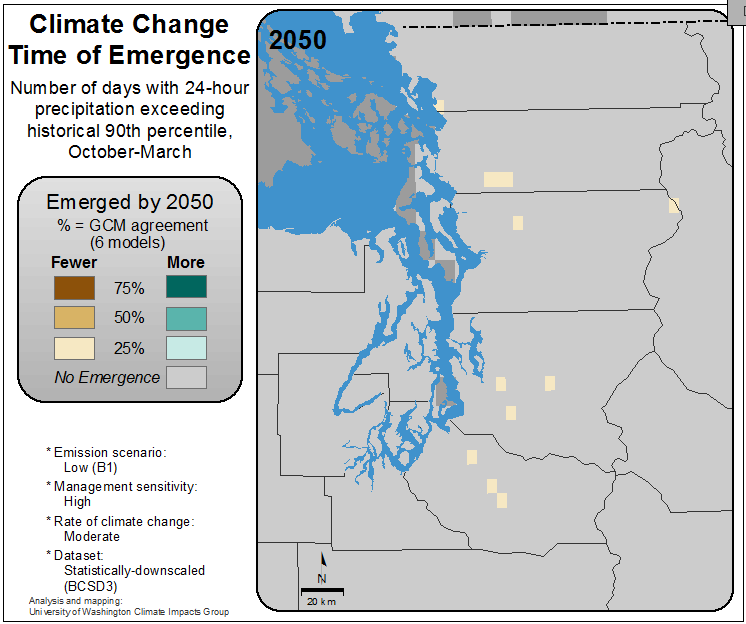 Climate Change
Time of Emergence
Number of days with 24-hour
precipitation exceeding
historical 90th percentile,
October-March
Emerged by 2050
% = GCM agreement
(6 models)
Fewer
More
75%
50%
25%
No Emergence
* Emission scenario:
Low (B1)
* Management sensitivity:
High
* Rate of climate change:
Moderate
* Dataset:
Statistically-downscaled
(BCSD3)
Analysis and mapping:
University of Washington Climate Impacts Group
2050
N
20 km